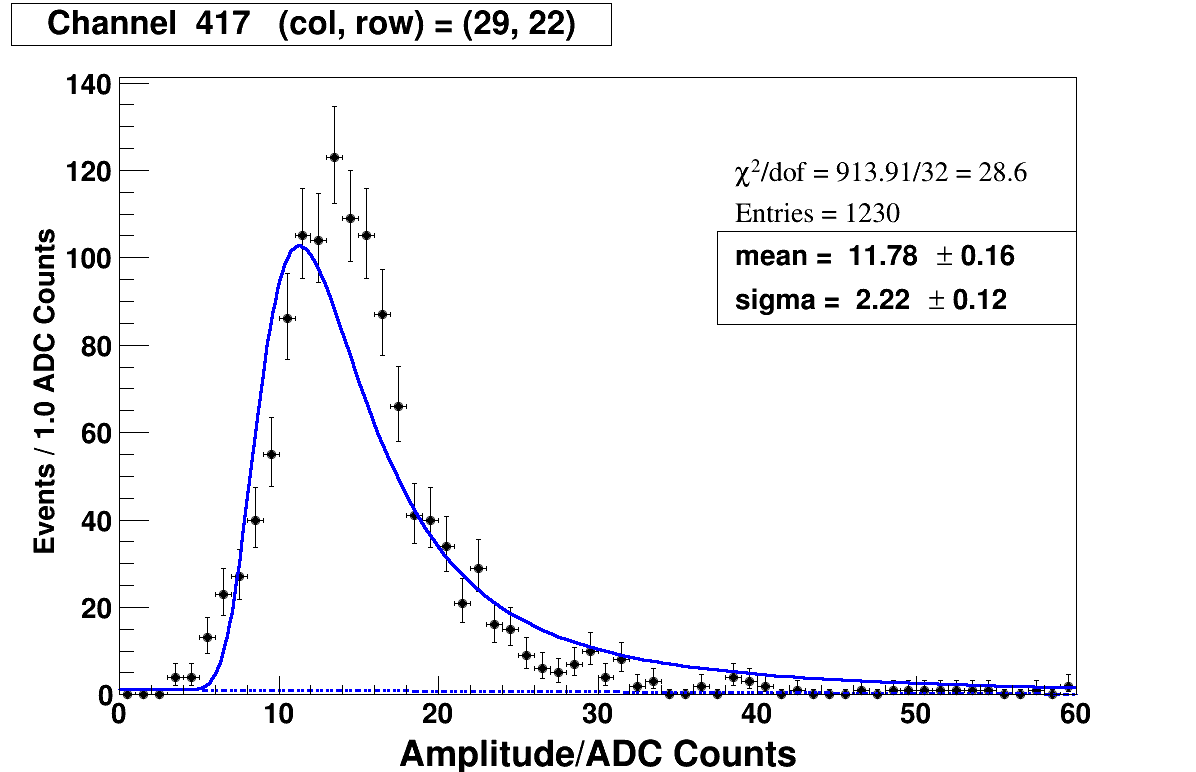 Channel 417 (col, row) = (29, 22)
140
120
100
80
60
40
20
0
Events / 1.0 ADC Counts
χ²/dof = 913.91/32 = 28.6
Entries = 1230
mean = 11.78 ± 0.16
sigma = 2.22 ± 0.12
0 10 20 30 40 50 60
Amplitude/ADC Counts